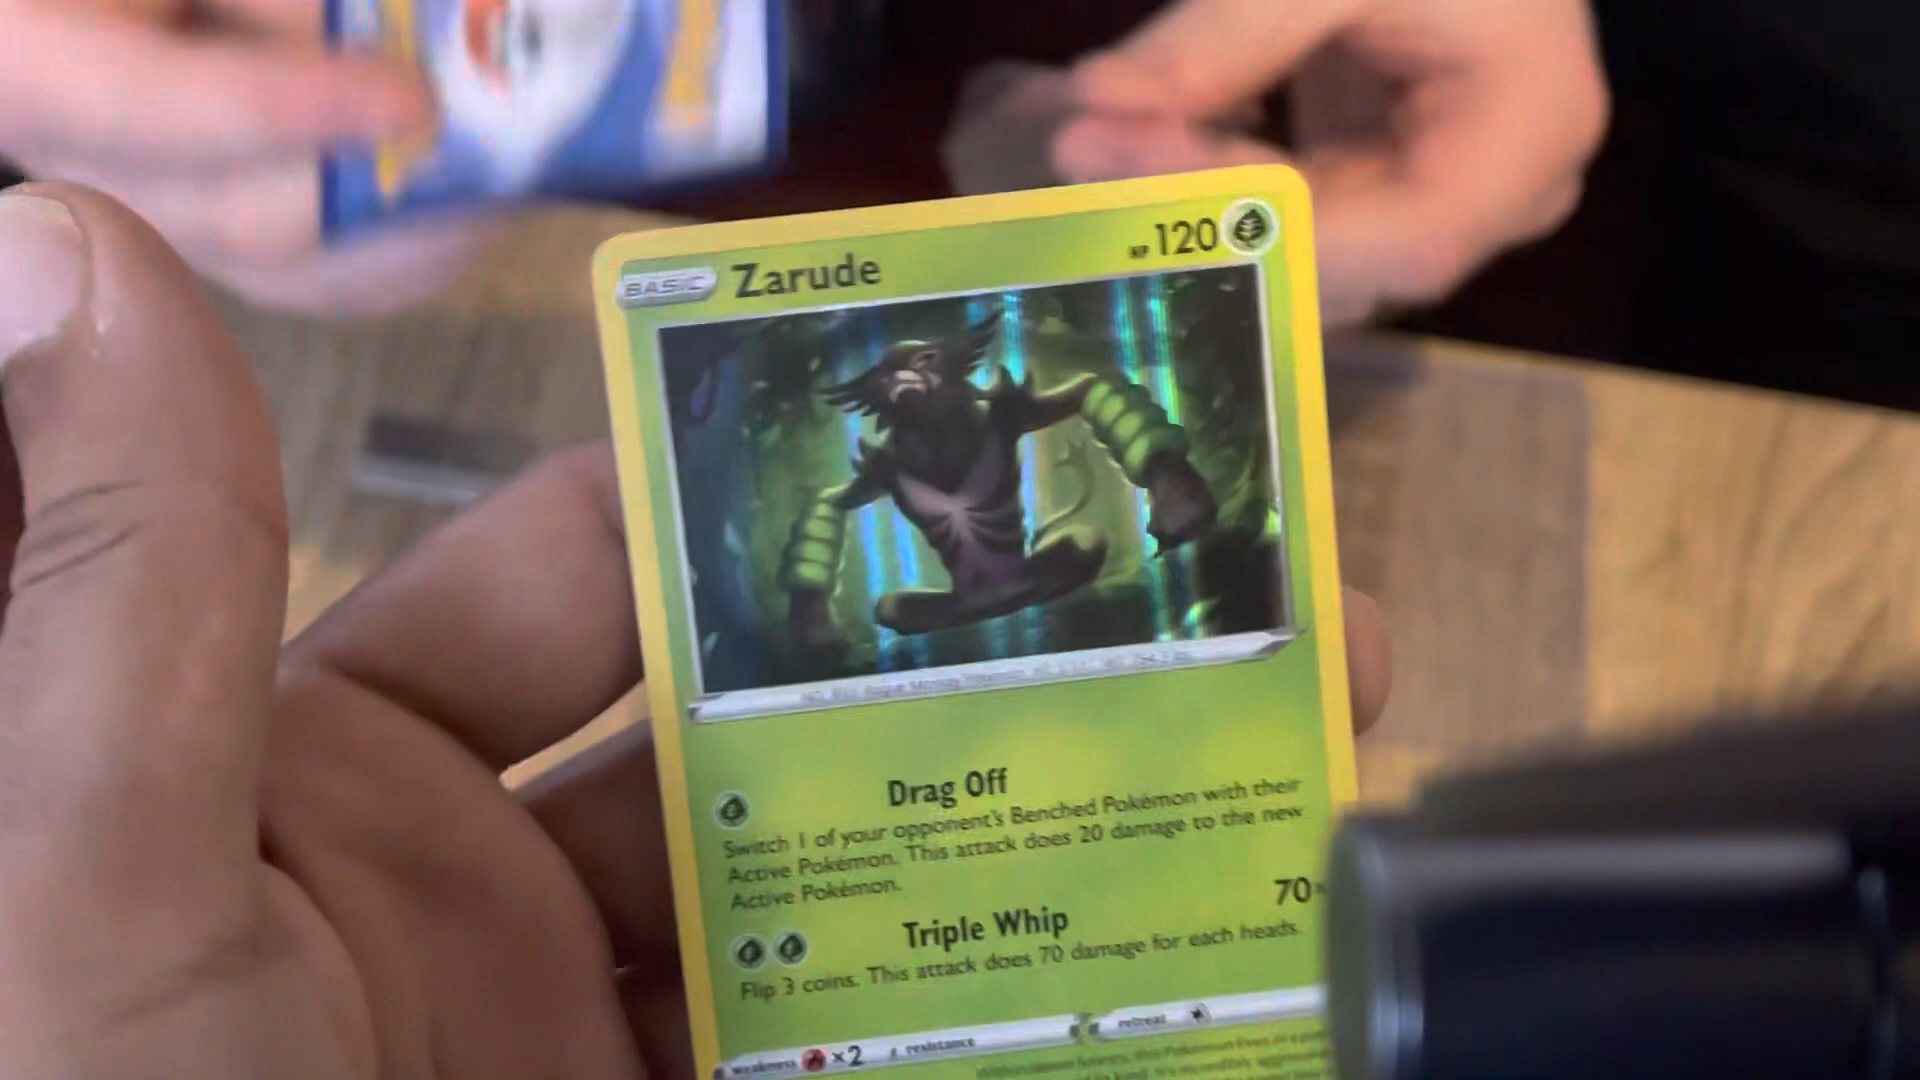 BASIC Zarude HP 120
Drag Off
Switch 1 of your opponent's Benched Pokémon with their
Active Pokémon. This attack does 20 damage to the new
Active Pokémon.
Triple Whip 70×
Flip 3 coins. This attack does 70 damage for each heads.
weakness ×2 resistance retreat